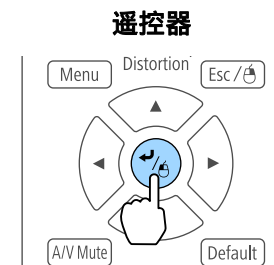 遥控器
Distortion
Menu
Esc /
A/V Mute
Default